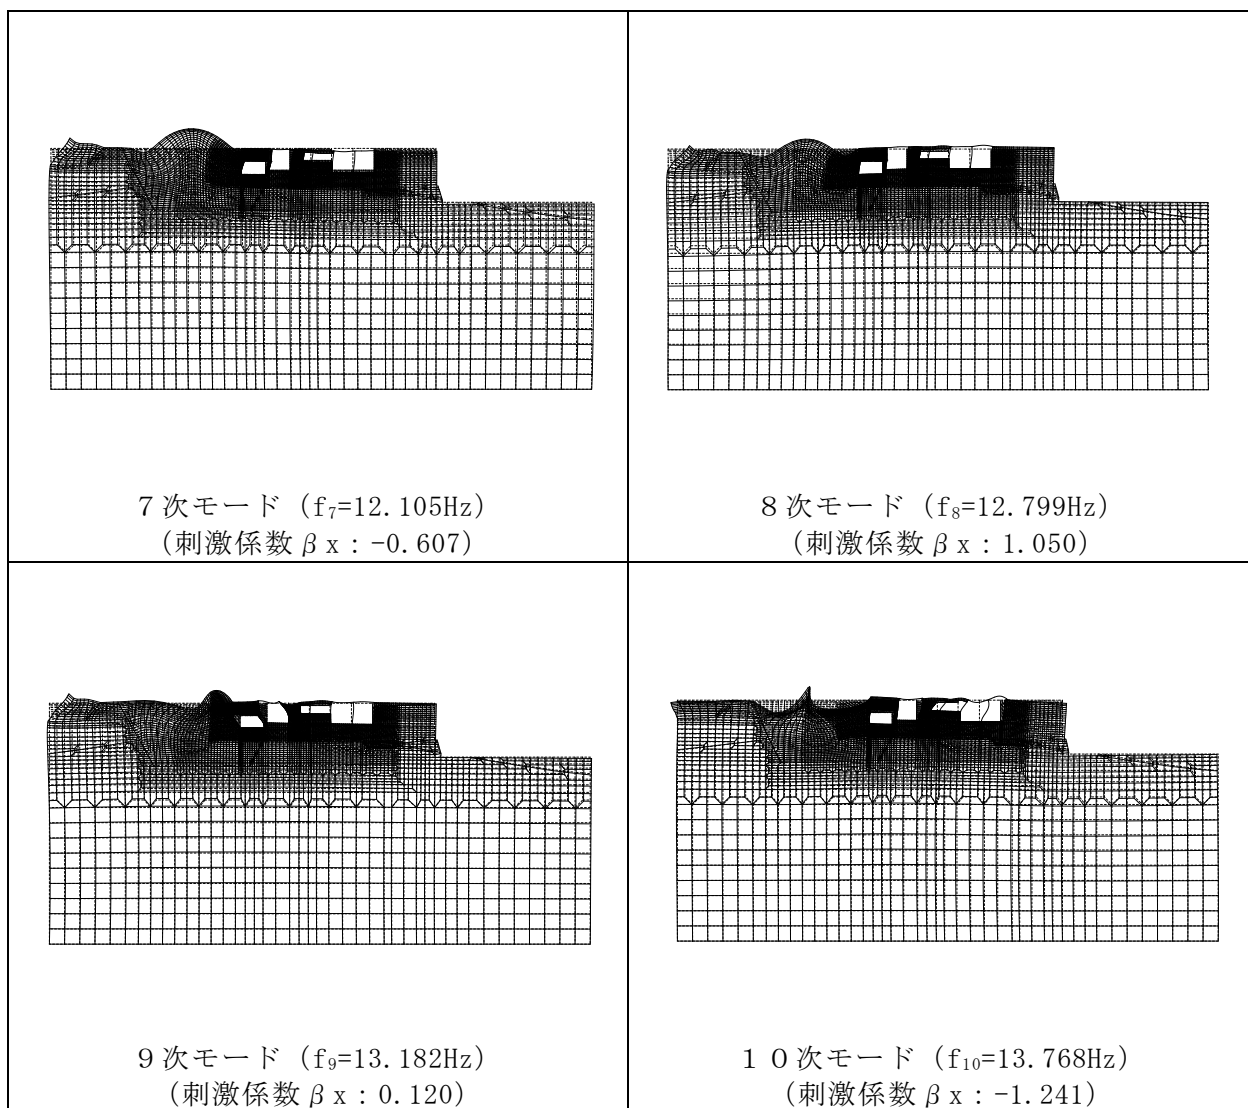 ７次モード（f₇=12.105Hz）
（刺激係数βx：-0.607）
８次モード（f₈=12.799Hz）
（刺激係数βx：1.050）
９次モード（f₉=13.182Hz）
（刺激係数βx：0.120）
１０次モード（f₁₀=13.768Hz）
（刺激係数βx：-1.241）